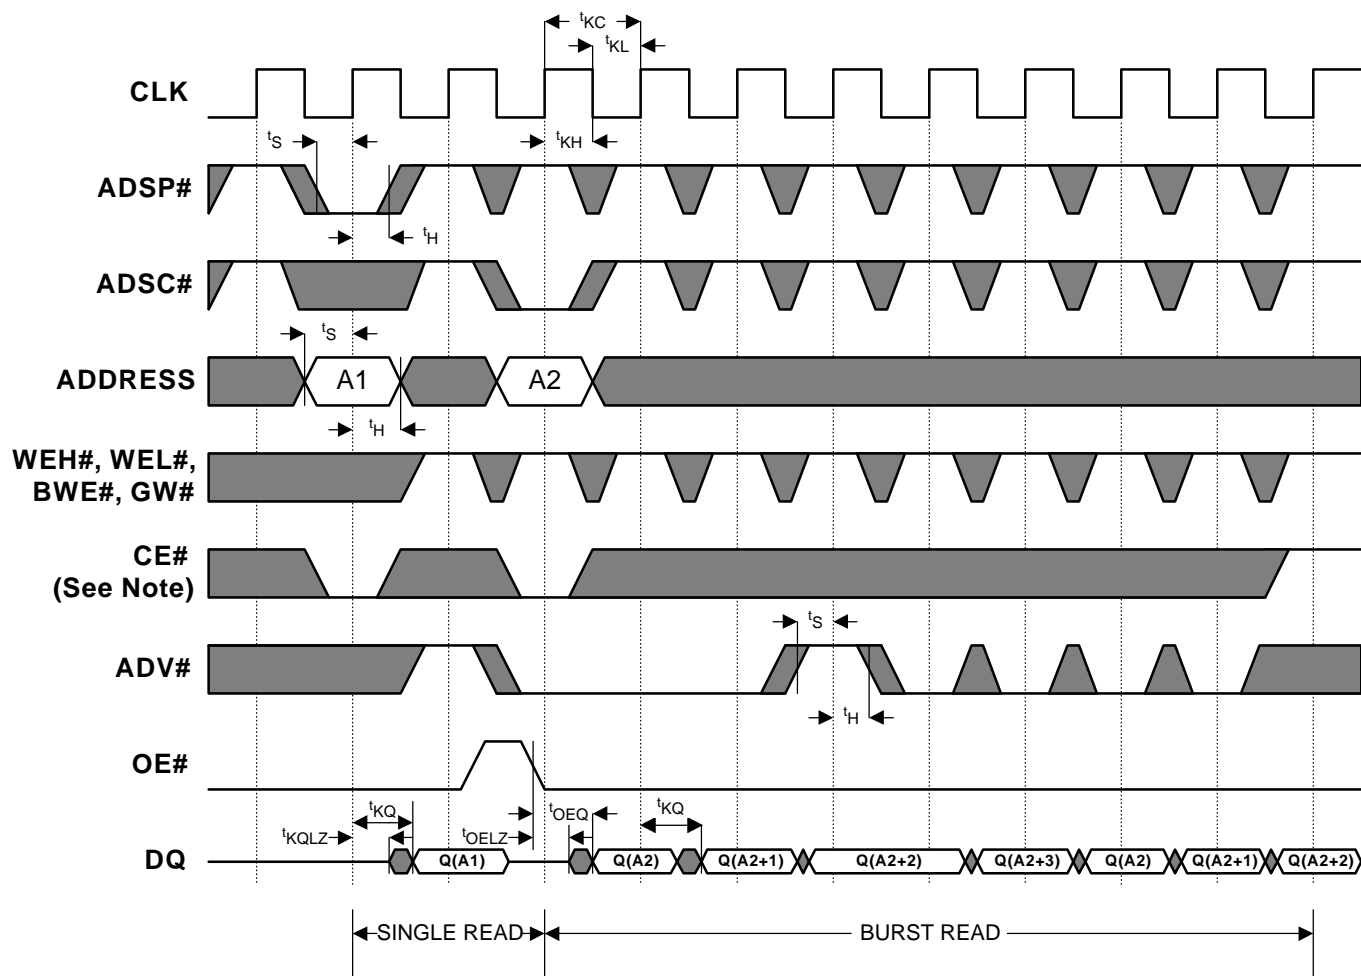 tKC
tKL
CLK
tS
tKH
ADSP#
tH
ADSC#
tS
ADDRESS
A1
A2
tH
WEH#, WEL#,
BWE#, GW#
CE#
(See Note)
tS
ADV#
tH
OE#
tKQ
tOEQ
tKQ
tKQLZ
tOELZ
DQ
Q(A1)
Q(A2)
Q(A2+1)
Q(A2+2)
Q(A2+3)
Q(A2)
Q(A2+1)
Q(A2+2)
SINGLE READ
BURST READ